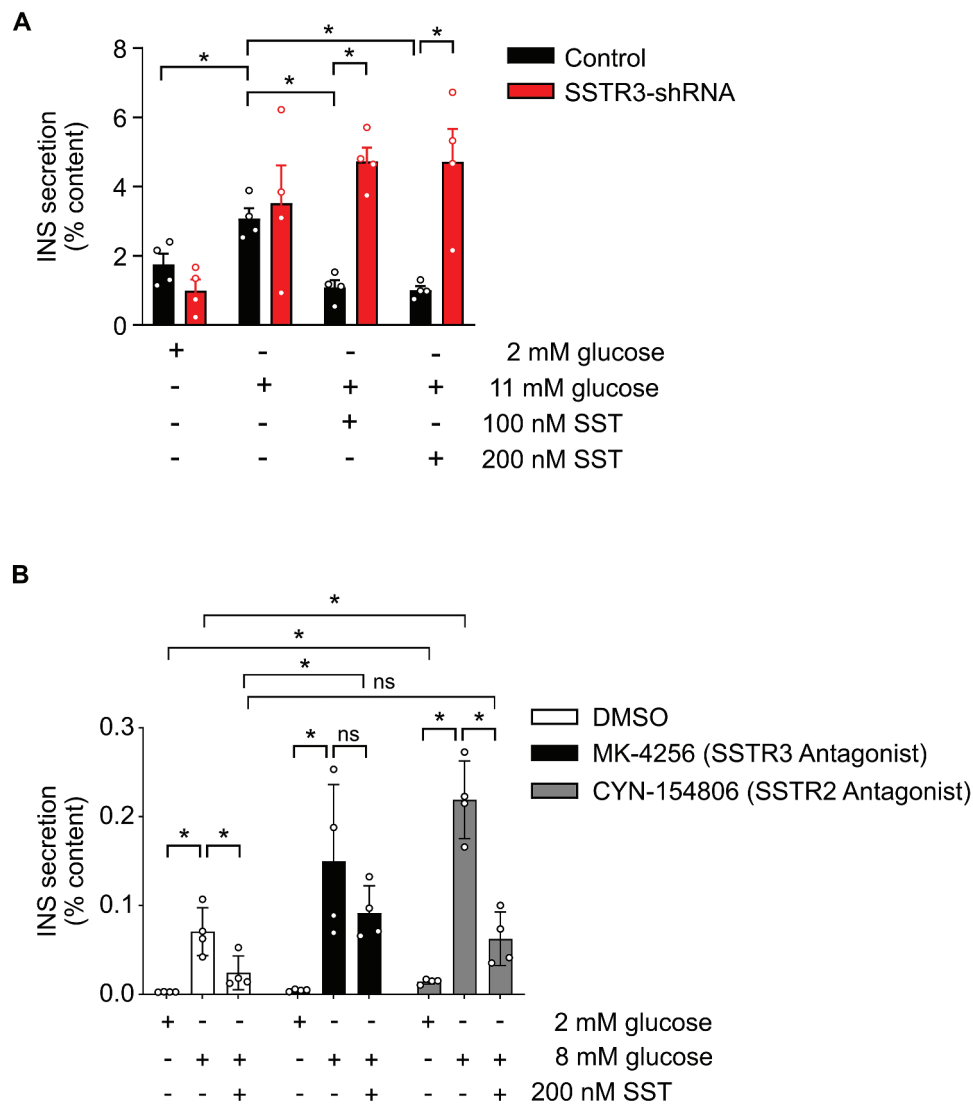 A
* * * * *
8
6
4
2
0
INS secretion
(% content)
Control
SSTR3-shRNA
+ - - - 2 mM glucose
- + + + 11 mM glucose
- - + - 100 nM SST
- - - + 200 nM SST
B
*
*
*
ns
* ns * *
* *
0.3
0.2
0.1
0.0
INS secretion
(% content)
DMSO
MK-4256 (SSTR3 Antagonist)
CYN-154806 (SSTR2 Antagonist)
+ - - + - - + - - 2 mM glucose
- + + - + + - + + 8 mM glucose
- - + - - + - - + 200 nM SST